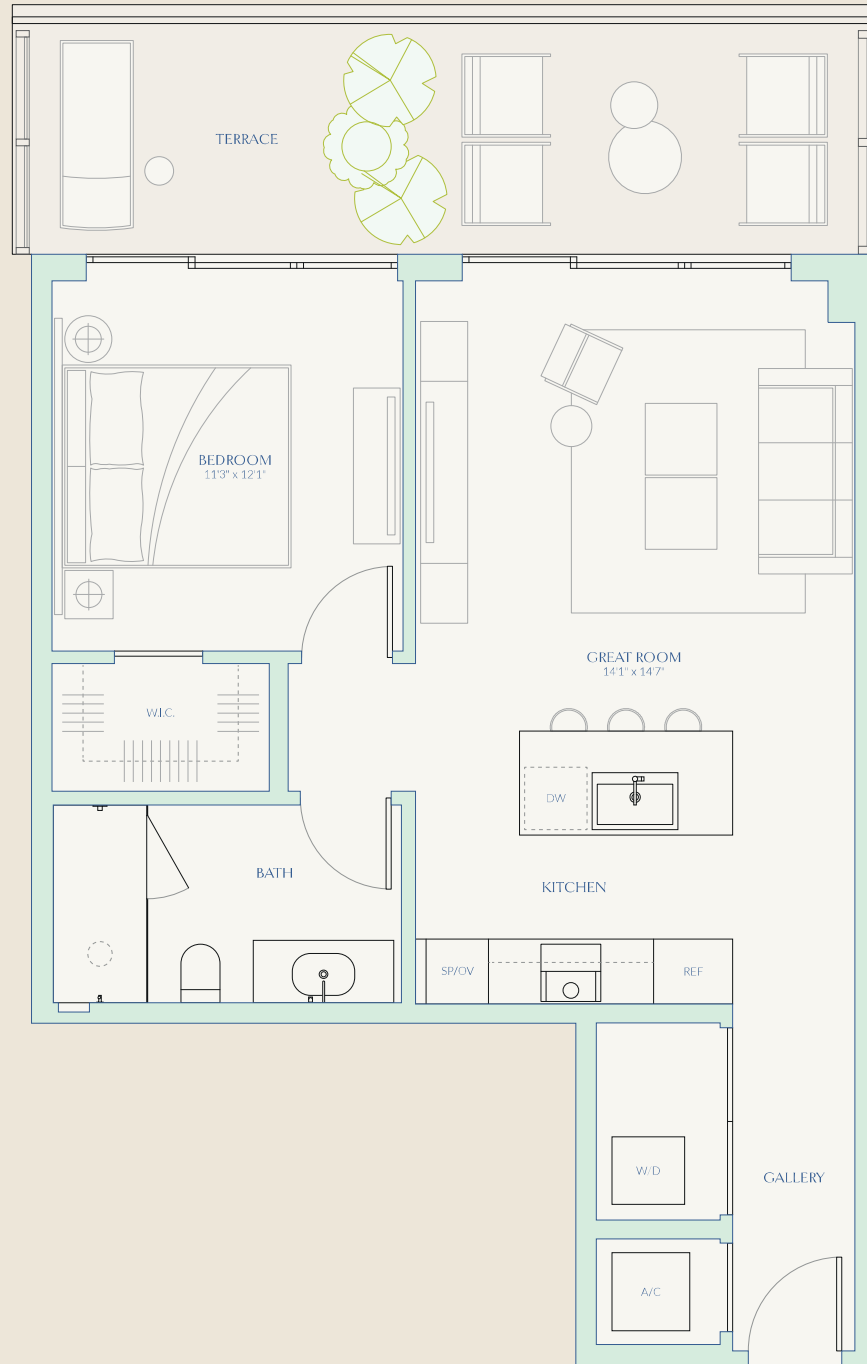 TERRACE
BEDROOM
11'3" x 12'1"
GREAT ROOM
14'1" x 14'7"
W.I.C.
DW
BATH
KITCHEN
SP/OV
REF
W/D
GALLERY
A/C